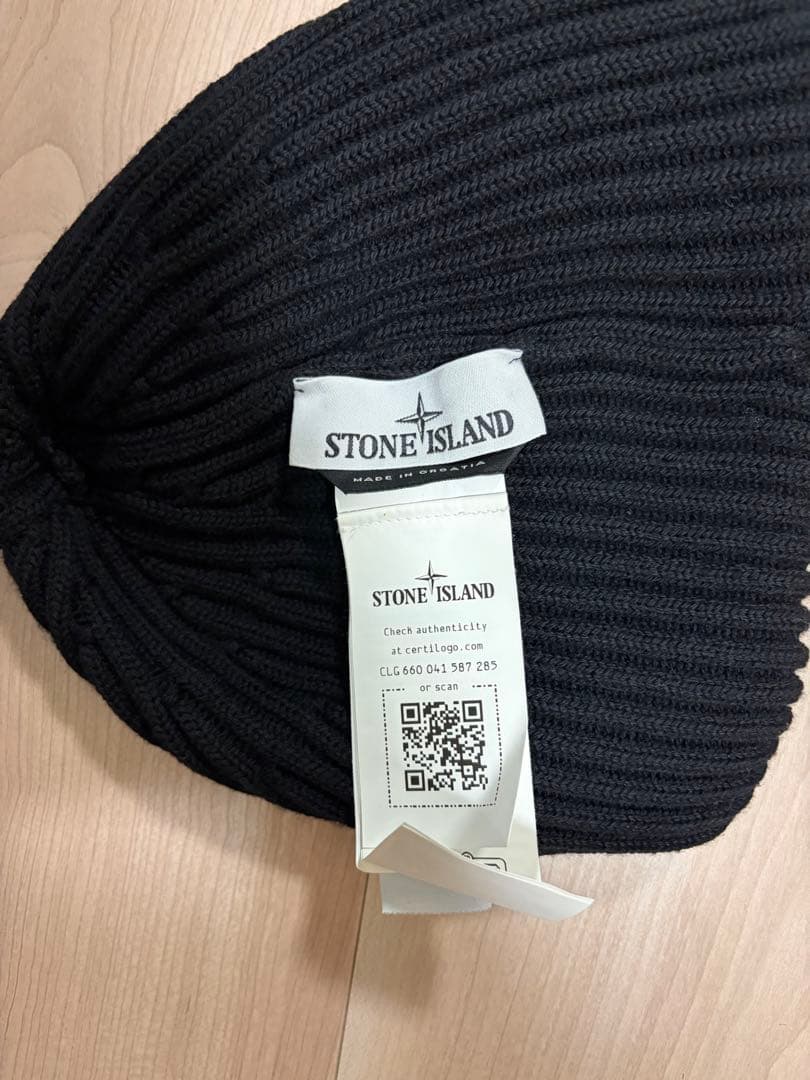 STONE ISLAND
MADE IN CROATIA
STONE ISLAND
Check authenticity
at certilogo.com
CLG 660 041 587 285
or scan